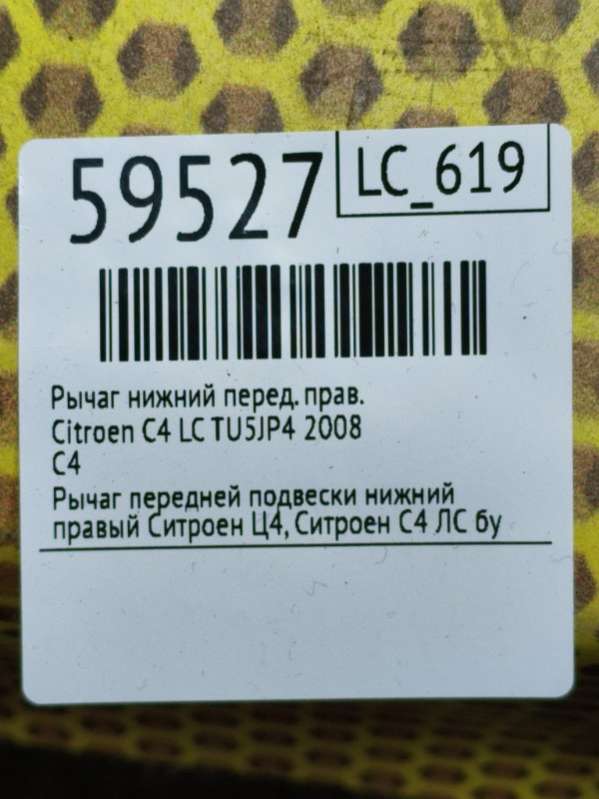 59527
LC_619
Рычаг нижний перед. прав.
Citroen C4 LC TU5JP4 2008
C4
Рычаг передней подвески нижний
правый Ситроен Ц4, Ситроен С4 ЛС бу